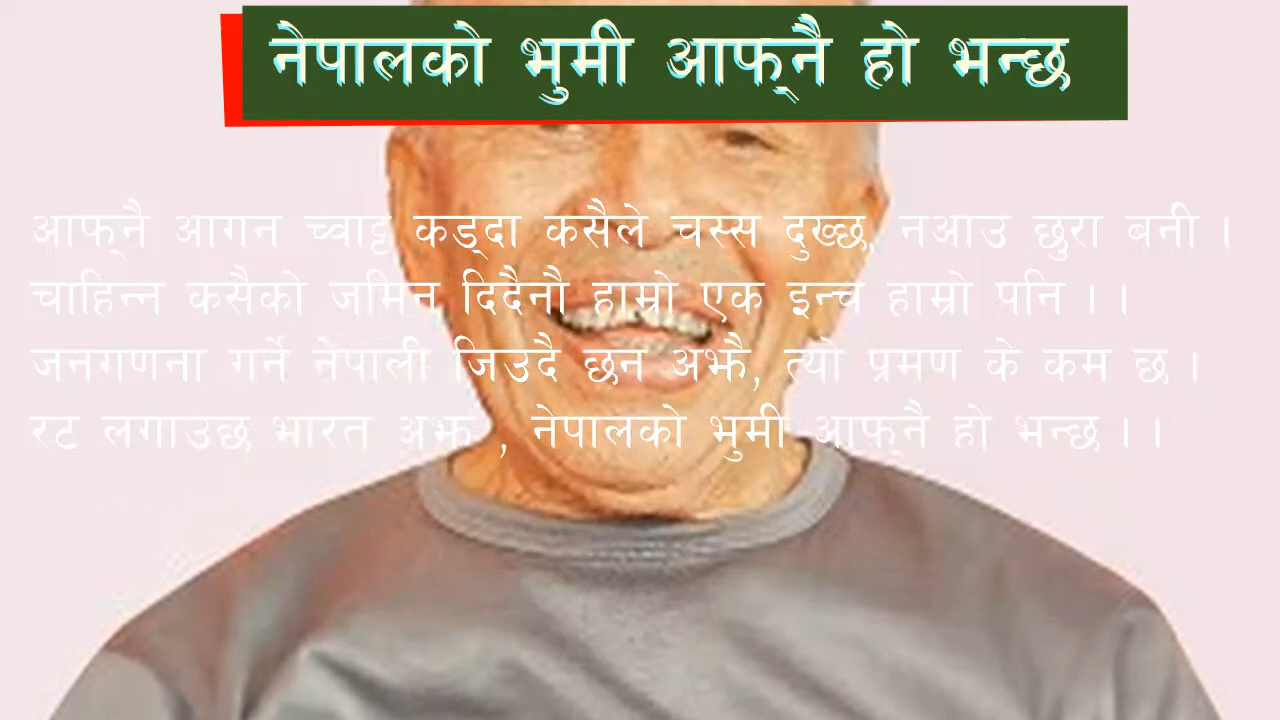 नेपालको भुमी आफ्नै हो भन्छ
आफ्नै आगन च्वाट्ट कड्दा कसैले चस्स दुख्छ, नआउ छुरा बनी ।
चाहिन्न कसैको जमिन दिदैनौ हाम्रो एक इन्च हाम्रो पनि । ।
जनगणना गर्ने नेपाली जिउदै छन अझै, त्यो प्रमण के कम छ ।
रट लगाउछ भारत अझ , नेपालको भुमी आफ्नै हो भन्छ । ।